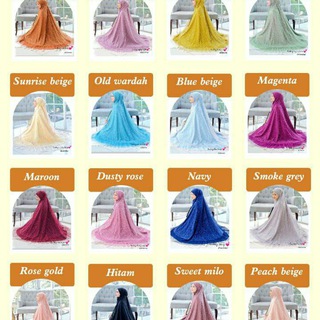 Sunrise beige
Old wardah
Blue beige
Magenta
Maroon
Dusty rose
Navy
Smoke grey
Rose gold
Hitam
Sweet milo
Peach beige